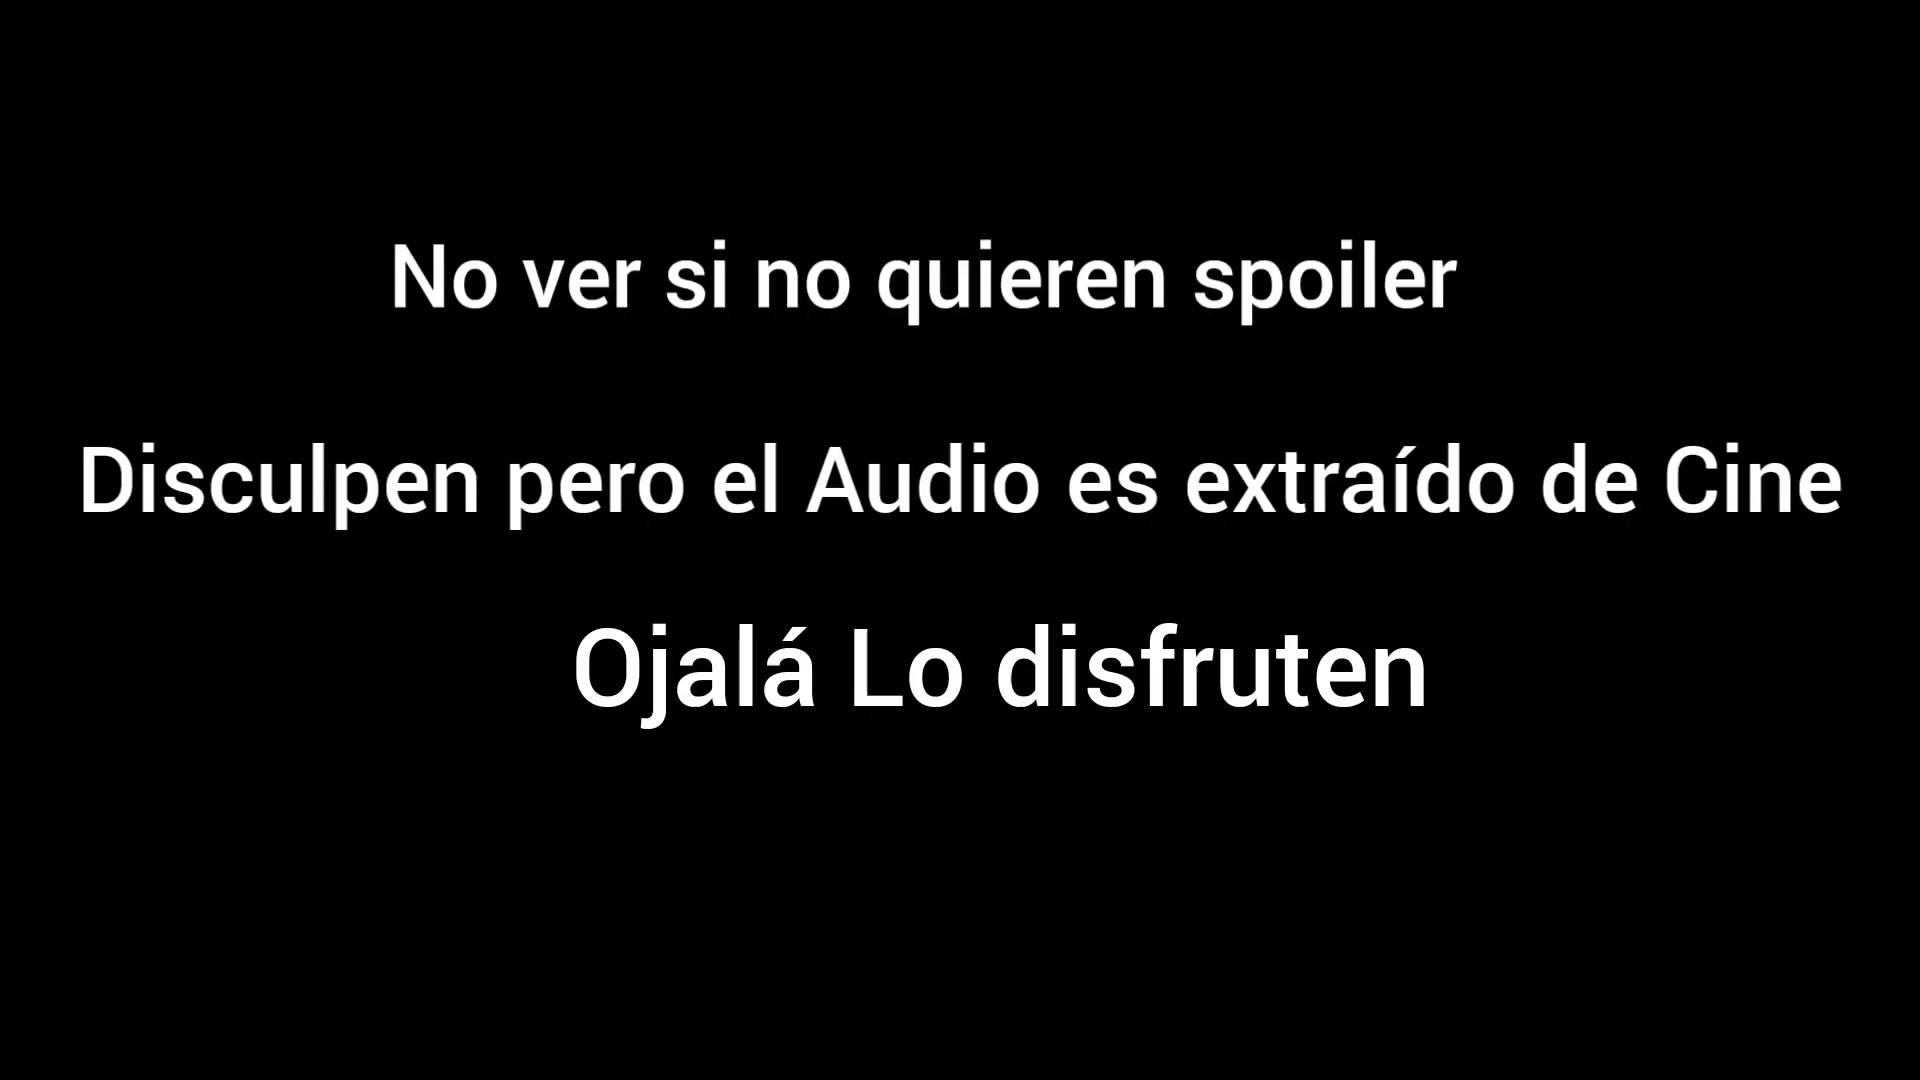 No ver si no quieren spoiler
Disculpen pero el Audio es extraído de Cine
Ojalá Lo disfruten